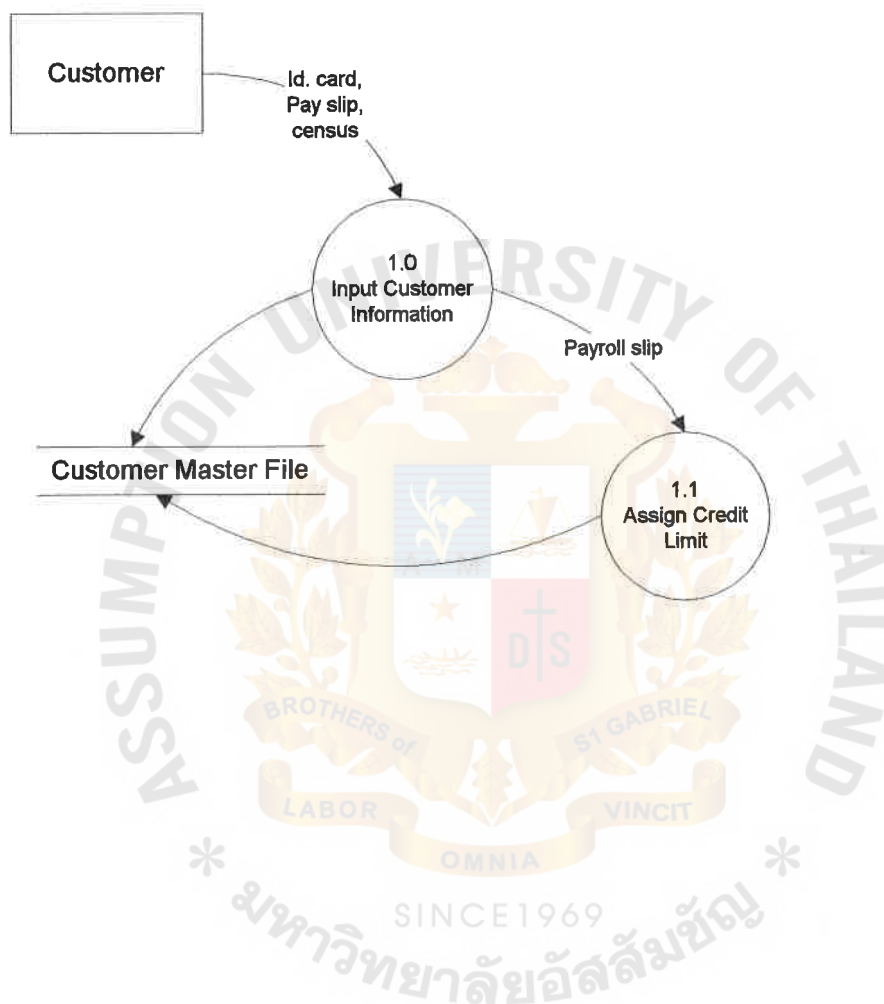 Customer
Id. card,
Pay slip,
census
1.0
Input Customer
Information
Payroll slip
Customer Master File
1.1
Assign Credit
Limit
ASSUMPTION UNIVERSITY OF THAILAND
A M
D S
BROTHERS of
S1 GABRIEL
LABOR
VINCIT
OMNIA
SINCE1969
* มหาวิทยาลัยอัสสัมชัญ *